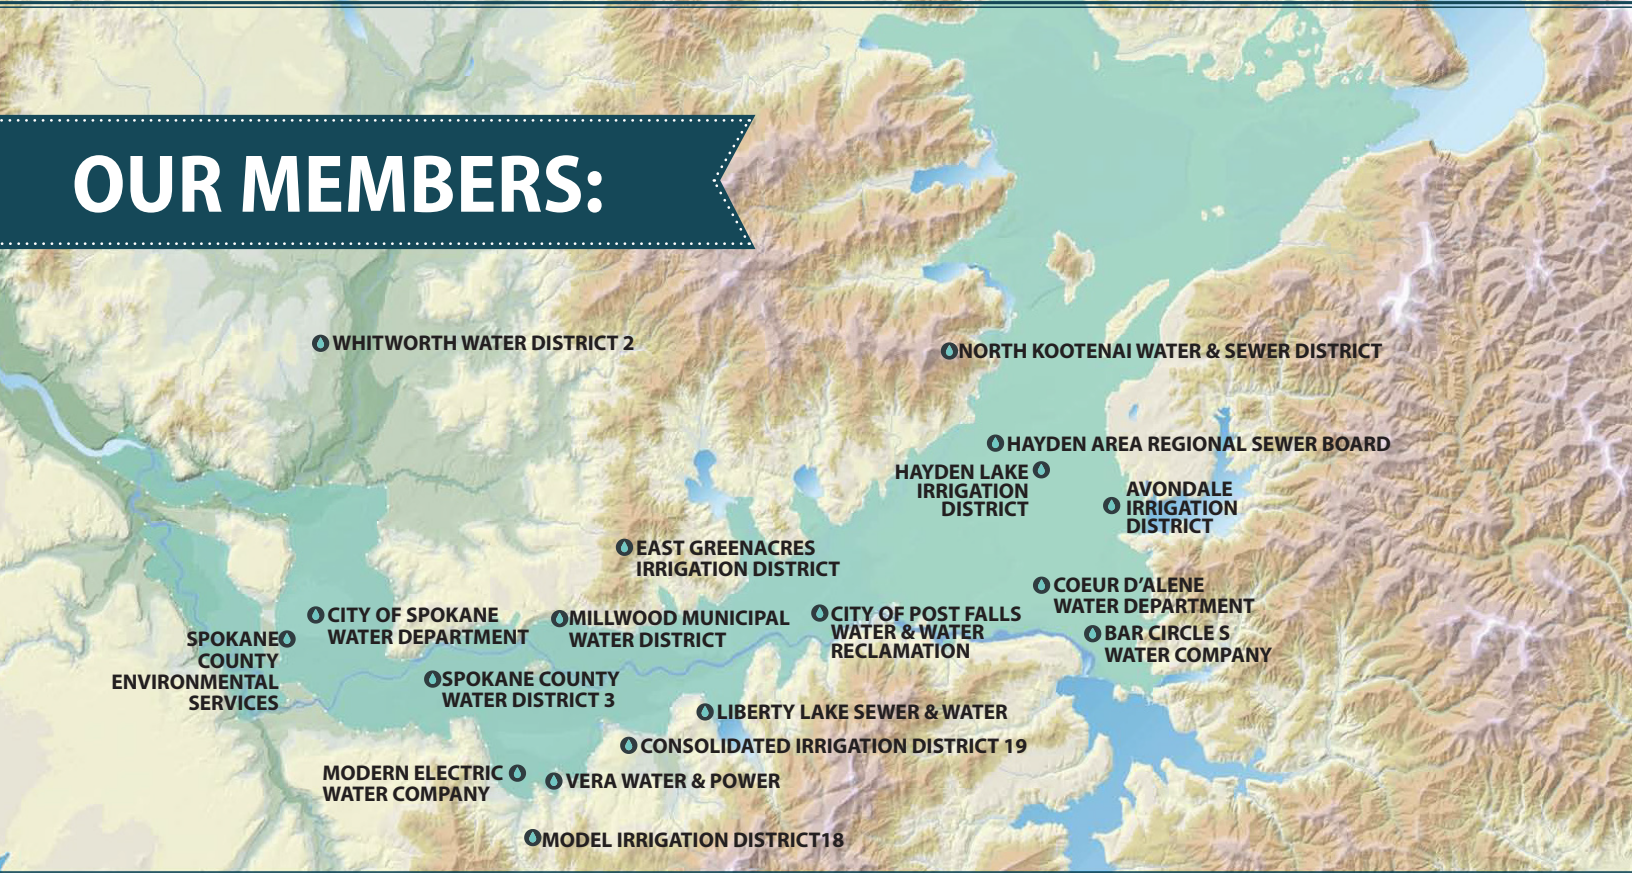 OUR MEMBERS:
WHITWORTH WATER DISTRICT 2
NORTH KOOTENAI WATER & SEWER DISTRICT
HAYDEN AREA REGIONAL SEWER BOARD
HAYDEN LAKE
IRRIGATION
DISTRICT
AVONDALE
IRRIGATION
DISTRICT
EAST GREENACRES
IRRIGATION DISTRICT
COEUR D'ALENE
WATER DEPARTMENT
CITY OF SPOKANE
WATER DEPARTMENT
MILLWOOD MUNICIPAL
WATER DISTRICT
CITY OF POST FALLS
WATER & WATER
RECLAMATION
BAR CIRCLE S
WATER COMPANY
SPOKANE
COUNTY
ENVIRONMENTAL
SERVICES
SPOKANE COUNTY
WATER DISTRICT 3
LIBERTY LAKE SEWER & WATER
CONSOLIDATED IRRIGATION DISTRICT 19
MODERN ELECTRIC
WATER COMPANY
VERA WATER & POWER
MODEL IRRIGATION DISTRICT18